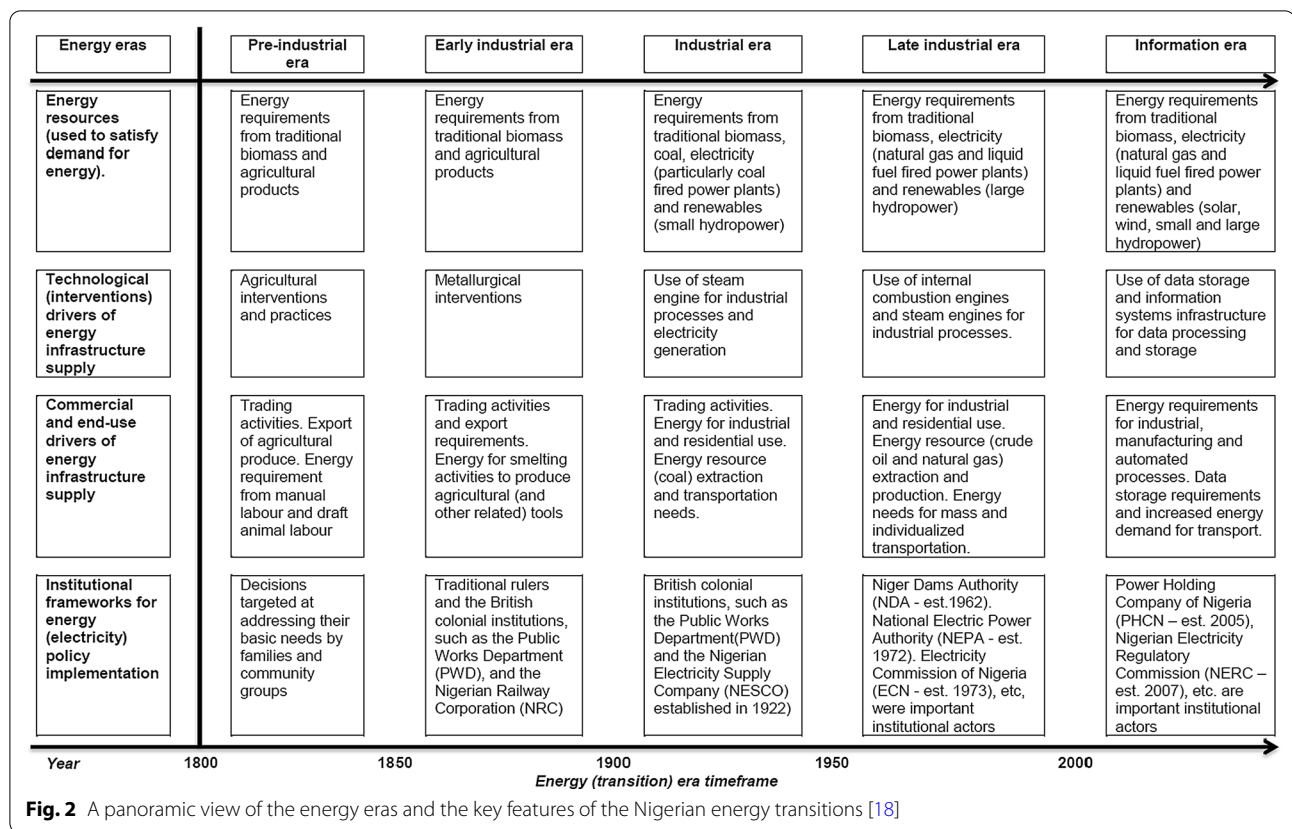 Energy eras
Pre-industrial
era
Early industrial era
Industrial era
Late industrial era
Information era
Energy
resources
(used to satisfy
demand for
energy).
Energy
requirements
from traditional
biomass and
agricultural
products
Energy
requirements from
traditional biomass
and agricultural
products
Energy
requirements from
traditional biomass,
coal, electricity
(particularly coal
fired power plants)
and renewables
(small hydropower)
Energy requirements
from traditional
biomass, electricity
(natural gas and liquid
fuel fired power plants)
and renewables (large
hydropower)
Energy requirements
from traditional
biomass, electricity
(natural gas and
liquid fuel fired power
plants) and
renewables (solar,
wind, small and large
hydropower)
Technological
(interventions)
drivers of
energy
infrastructure
supply
Agricultural
interventions
and practices
Metallurgical
interventions
Use of steam
engine for industrial
processes and
electricity
generation
Use of internal
combustion engines
and steam engines for
industrial processes.
Use of data storage
and information
systems infrastructure
for data processing
and storage
Commercial
and end-use
drivers of
energy
infrastructure
supply
Trading
activities. Export
of agricultural
produce. Energy
requirement
from manual
labour and draft
animal labour
Trading activities
and export
requirements.
Energy for smelting
activities to produce
agricultural (and
other related) tools
Trading activities.
Energy for industrial
and residential use.
Energy resource
(coal) extraction
and transportation
needs.
Energy for industrial
and residential use.
Energy resource (crude
oil and natural gas)
extraction and
production. Energy
needs for mass and
individualized
transportation.
Energy requirements
for industrial,
manufacturing and
automated
processes. Data
storage requirements
and increased energy
demand for transport.
Institutional
frameworks for
energy
(electricity)
policy
implementation
Decisions
targeted at
addressing their
basic needs by
families and
community
groups
Traditional rulers
and the British
colonial institutions,
such as the Public
Works Department
(PWD), and the
Nigerian Railway
Corporation (NRC)
British colonial
institutions, such as
the Public Works
Department(PWD)
and the Nigerian
Electricity Supply
Company (NESCO)
established in 1922)
Niger Dams Authority
(NDA - est.1962).
National Electric Power
Authority (NEPA - est.
1972). Electricity
Commission of Nigeria
(ECN - est. 1973), etc,
were important
institutional actors
Power Holding
Company of Nigeria
(PHCN – est. 2005),
Nigerian Electricity
Regulatory
Commission (NERC –
est. 2007), etc. are
important institutional
actors
Year 1800 1850 1900 1950 2000
Energy (transition) era timeframe
Fig. 2 A panoramic view of the energy eras and the key features of the Nigerian energy transitions [18]